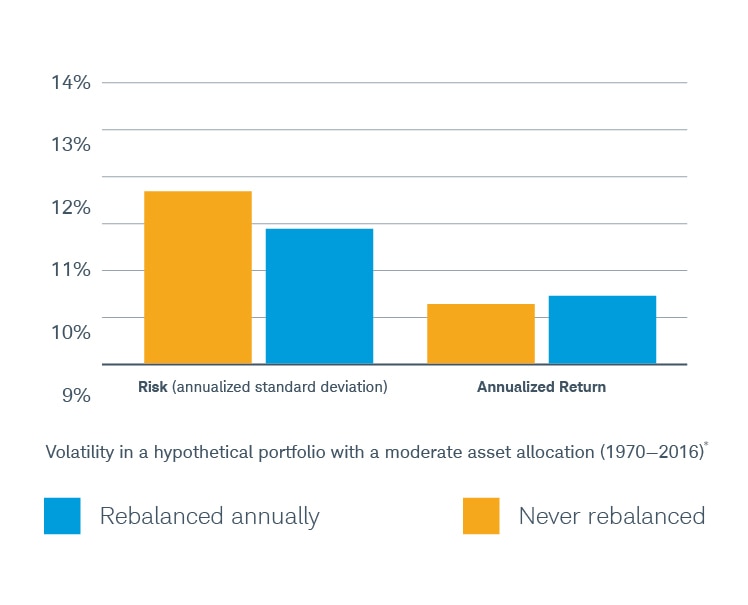 14%
13%
12%
11%
10%
9%
Risk (annualized standard deviation)
Annualized Return
Volatility in a hypothetical portfolio with a moderate asset allocation (1970—2016)*
Rebalanced annually
Never rebalanced